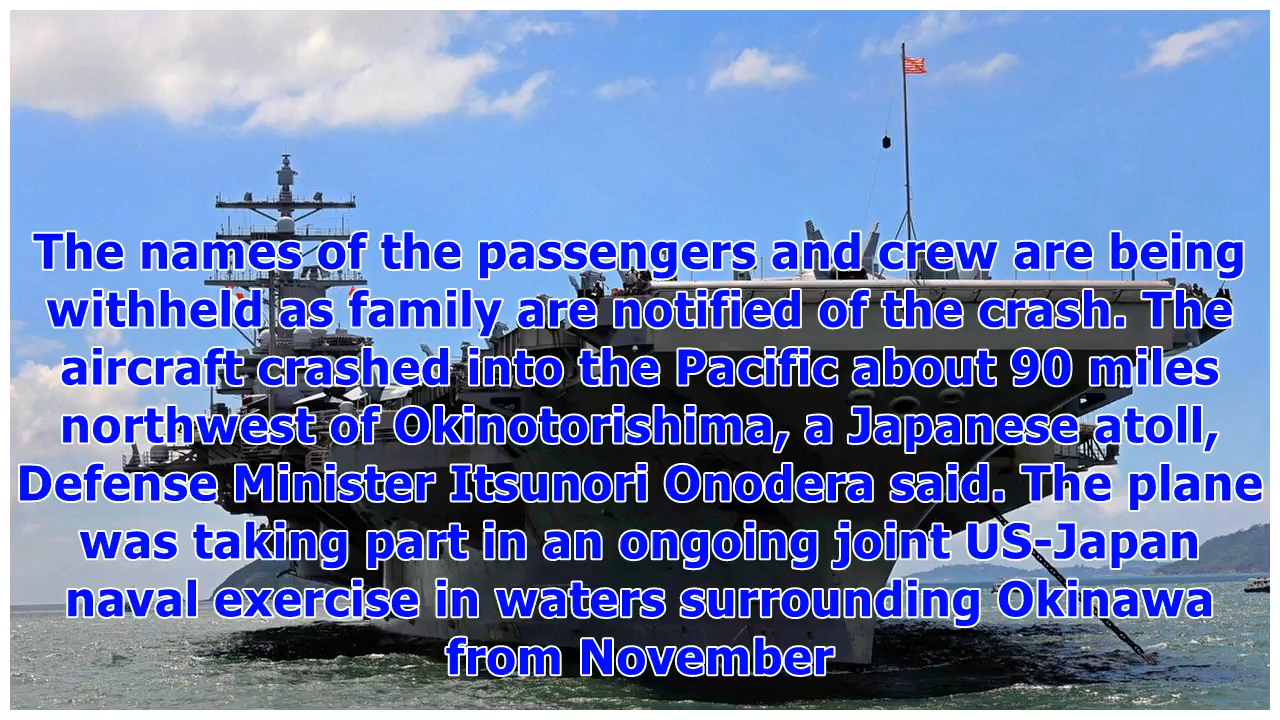 The names of the passengers and crew are being
withheld as family are notified of the crash. The
aircraft crashed into the Pacific about 90 miles
northwest of Okinotorishima, a Japanese atoll,
Defense Minister Itsunori Onodera said. The plane
was taking part in an ongoing joint US-Japan
naval exercise in waters surrounding Okinawa
from November